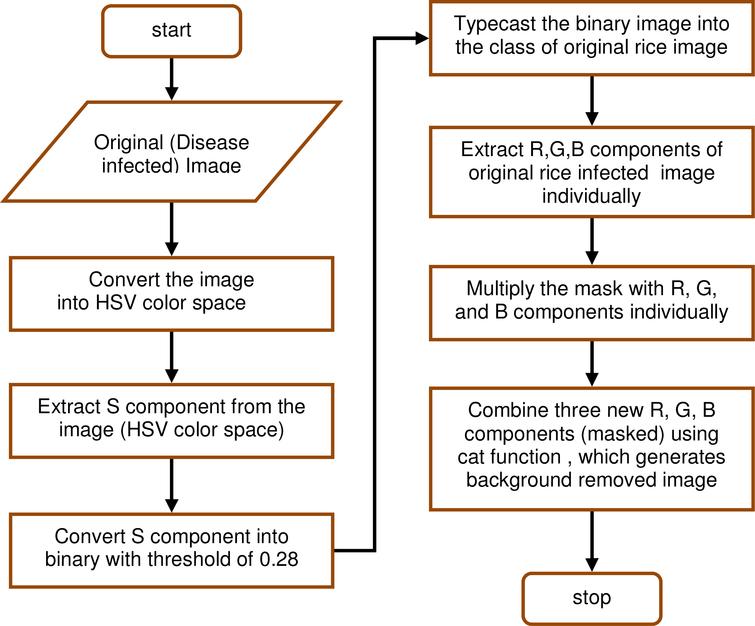 start
Original (Disease
infected) Image
Convert the image
into HSV color space
Extract S component from the
image (HSV color space)
Convert S component into
binary with threshold of 0.28
Typecast the binary image into
the class of original rice image
Extract R,G,B components of
original rice infected  image
individually
Multiply the mask with R, G,
and B components individually
Combine three new R, G, B
components (masked) using
cat function , which generates
background removed image
stop